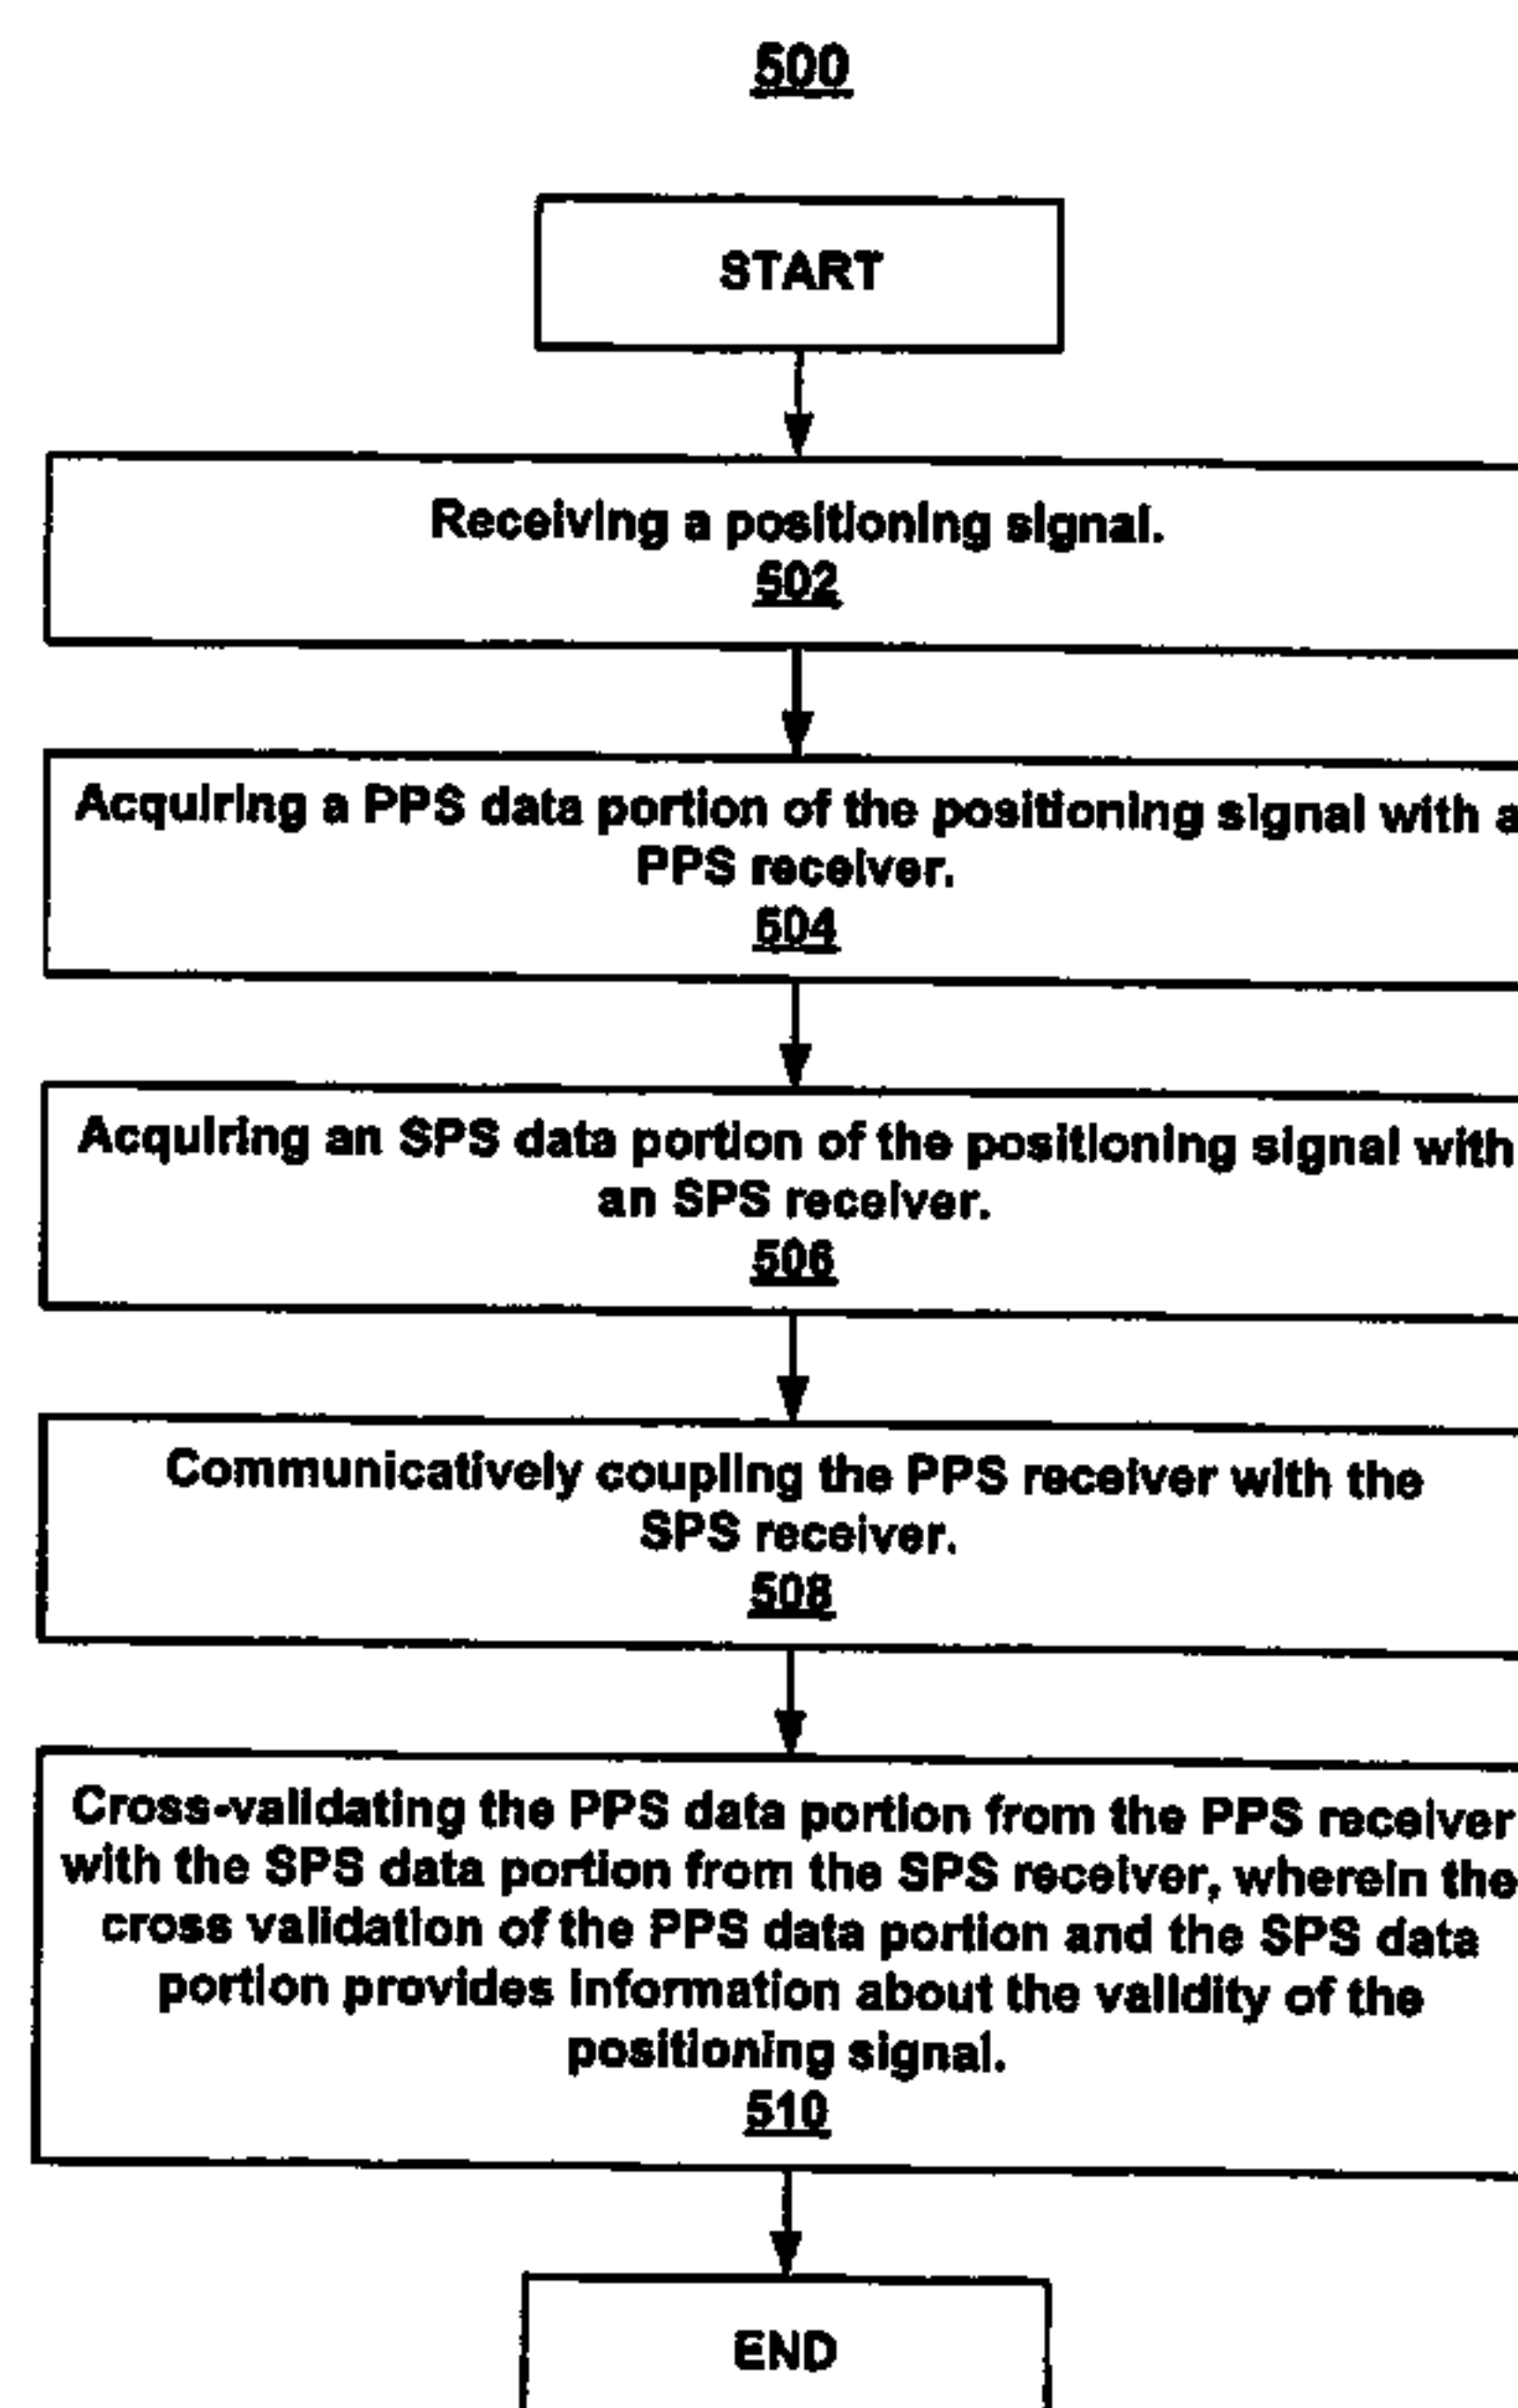 500
START
Receiving a positioning signal.
502
Acquiring a PPS data portion of the positioning signal with a
PPS receiver.
504
Acquiring an SPS data portion of the positioning signal with
an SPS receiver.
506
Communicatively coupling the PPS receiver with the
SPS receiver.
508
Cross-validating the PPS data portion from the PPS receiver
with the SPS data portion from the SPS receiver, wherein the
cross validation of the PPS data portion and the SPS data
portion provides information about the validity of the
positioning signal.
510
END